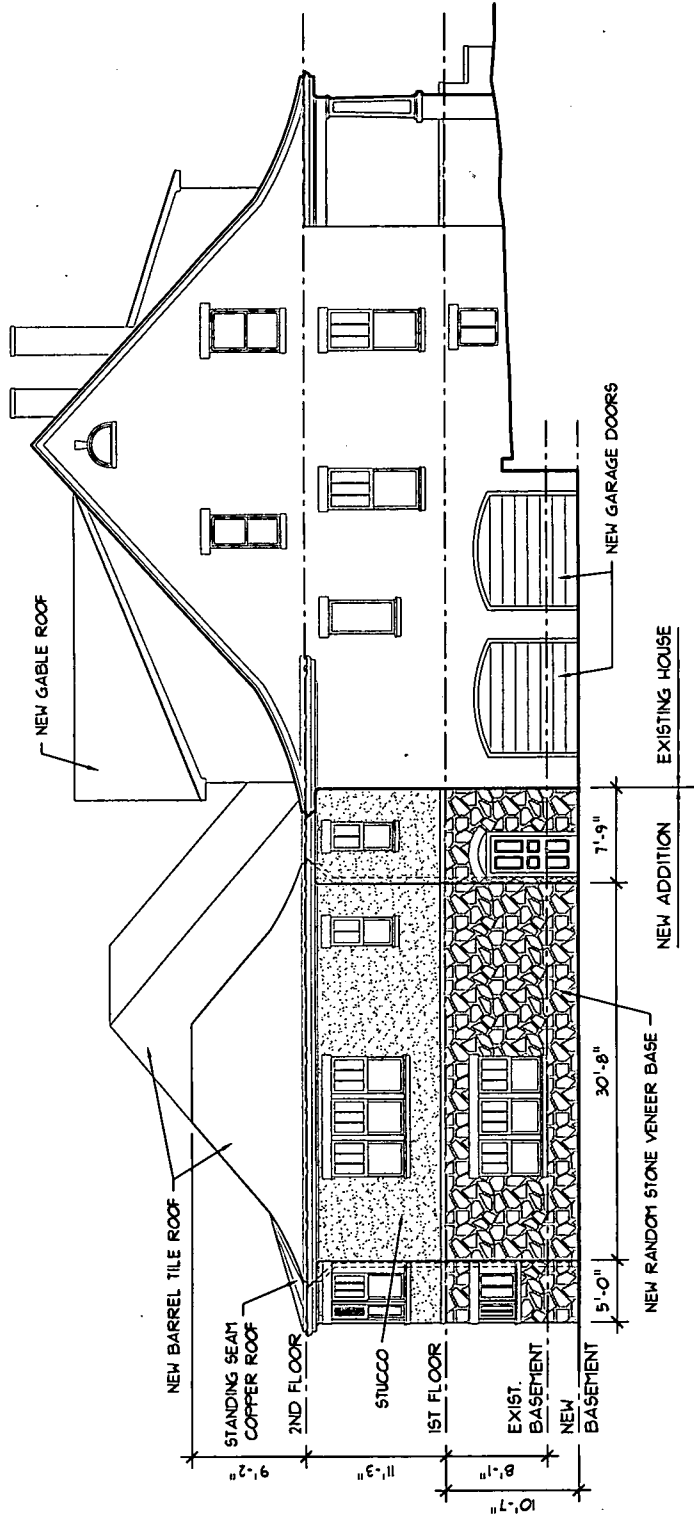 NEW GABLE ROOF
NEW BARREL TILE ROOF
STANDING SEAM
COPPER ROOF
2ND FLOOR
STUCCO
1ST FLOOR
EXIST.
BASEMENT
NEW
BASEMENT
9'-2"
11'-3"
8'-1"
10'-7"
5'-0"
30'-8"
7'-9"
NEW RANDOM STONE VENEER BASE
NEW ADDITION
EXISTING HOUSE
NEW GARAGE DOORS